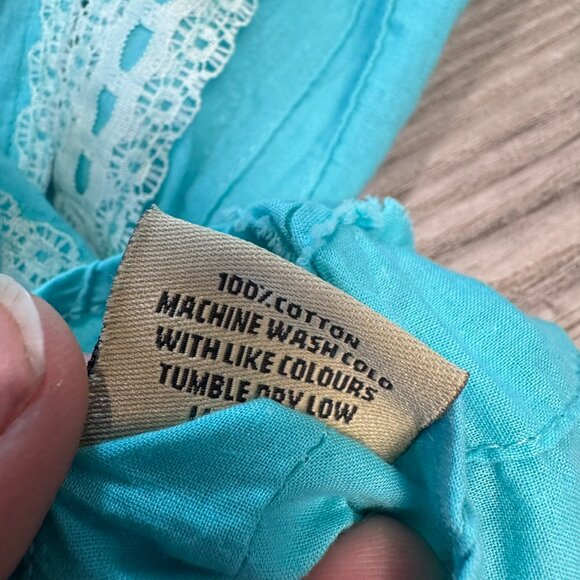 100% COTTON
MACHINE WASH COLD
WITH LIKE COLOURS
TUMBLE DRY LOW